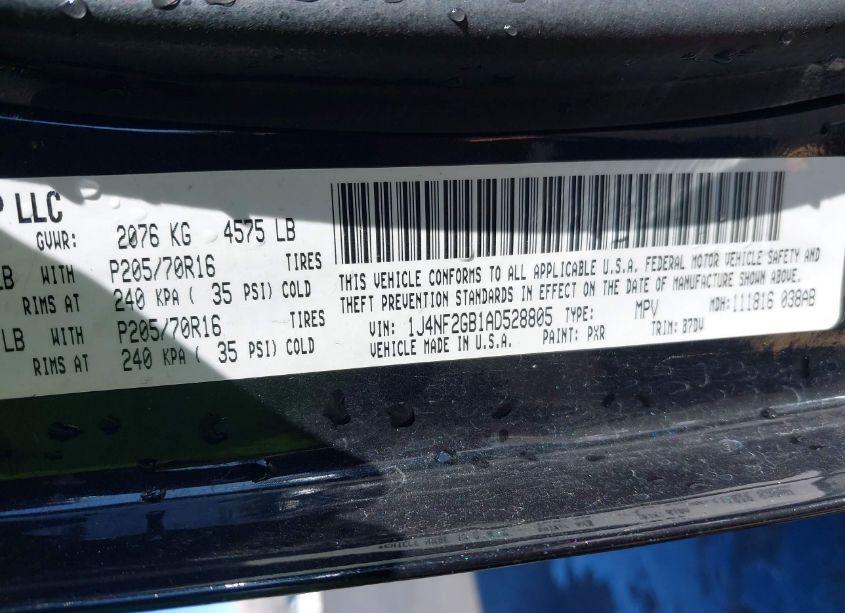 P LLC
GVWR: 2076 KG 4575 LB
LB WITH P205/70R16 TIRES
RIMS AT 240 KPA ( 35 PSI) COLD
LB WITH P205/70R16
RIMS AT 240 KPA ( 35 PSI) COLD
THIS VEHICLE CONFORMS TO ALL APPLICABLE U.S.A. FEDERAL MOTOR VEHICLE SAFETY AND
THEFT PREVENTION STANDARDS IN EFFECT ON THE DATE OF MANUFACTURE SHOWN ABOVE.
VIN: 1J4NF2GB1AD528805 TYPE: MPV MDH:111816 038AB
VEHICLE MADE IN U.S.A. PAINT: PXR TRIM: B7DV